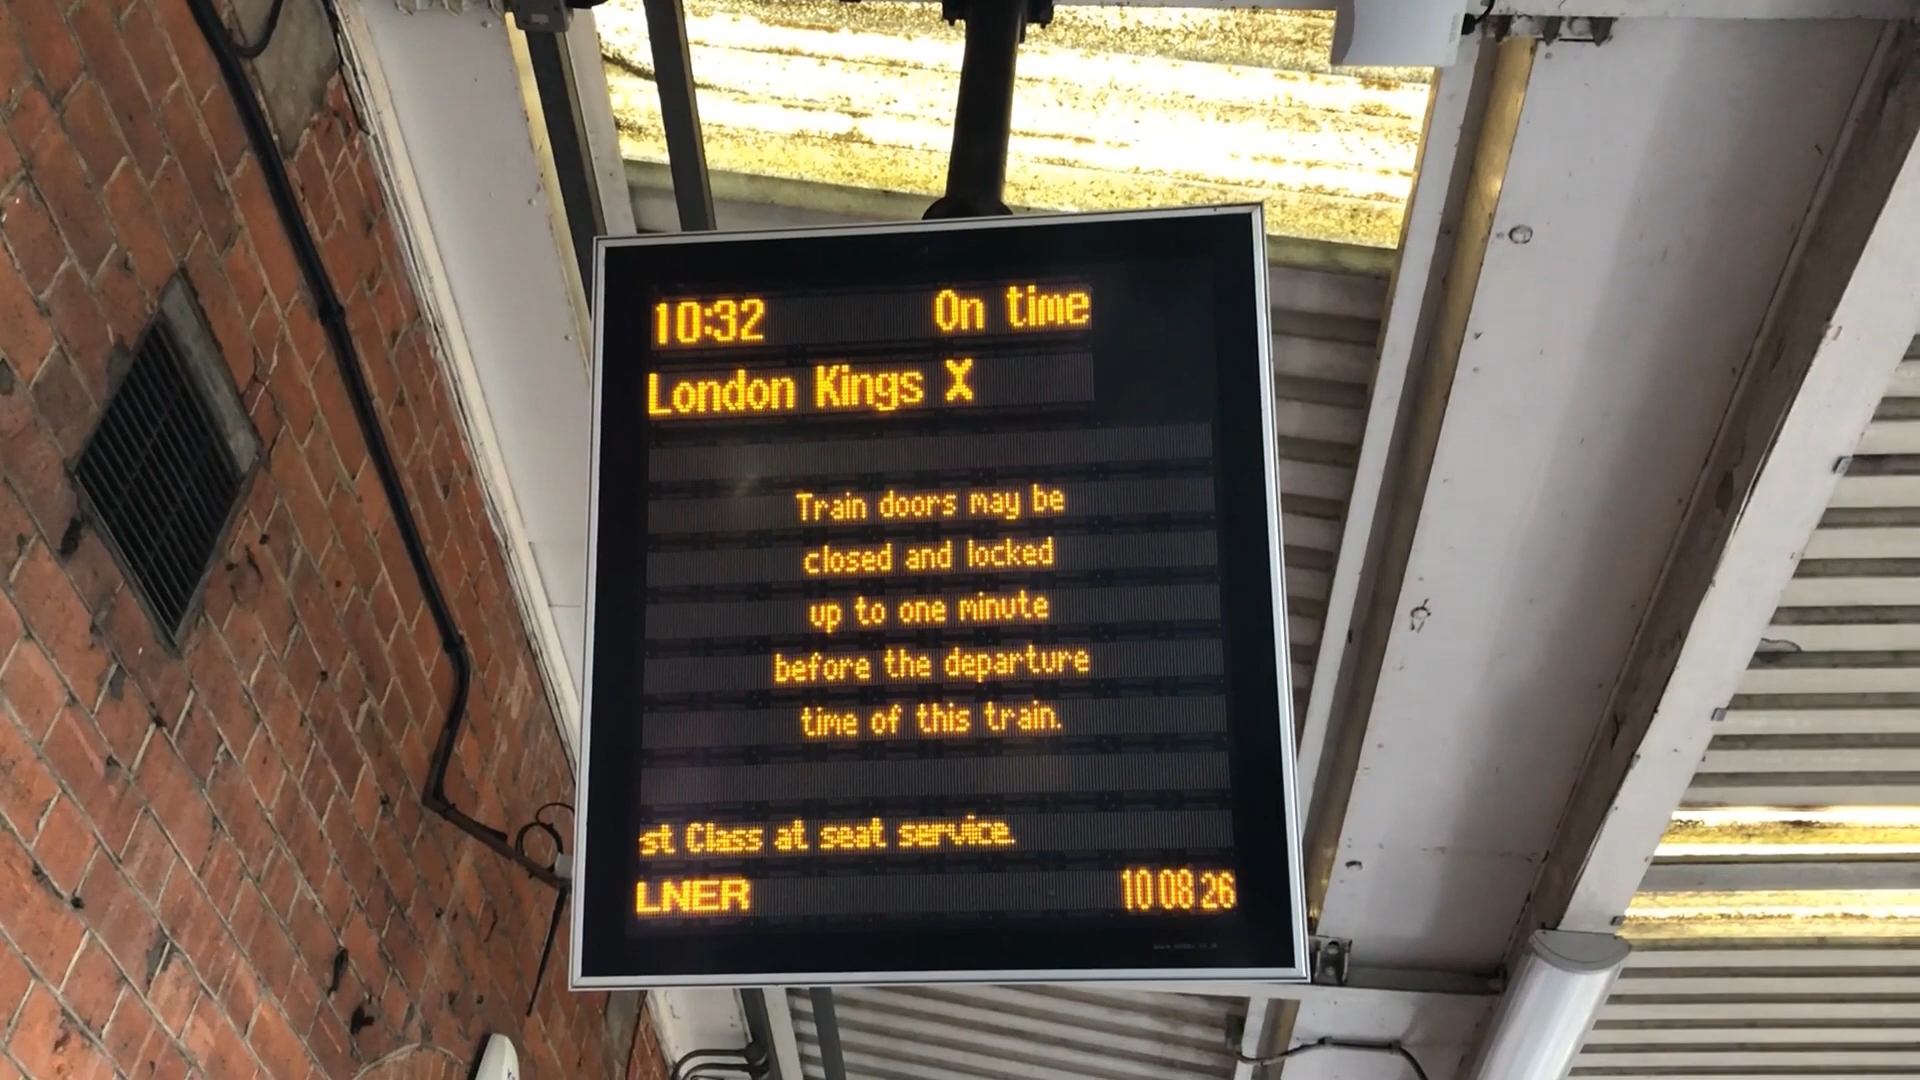 10:32 On time
London Kings X
Train doors may be
closed and locked
up to one minute
before the departure
time of this train.
st Class at seat service.
LNER 10 08 26